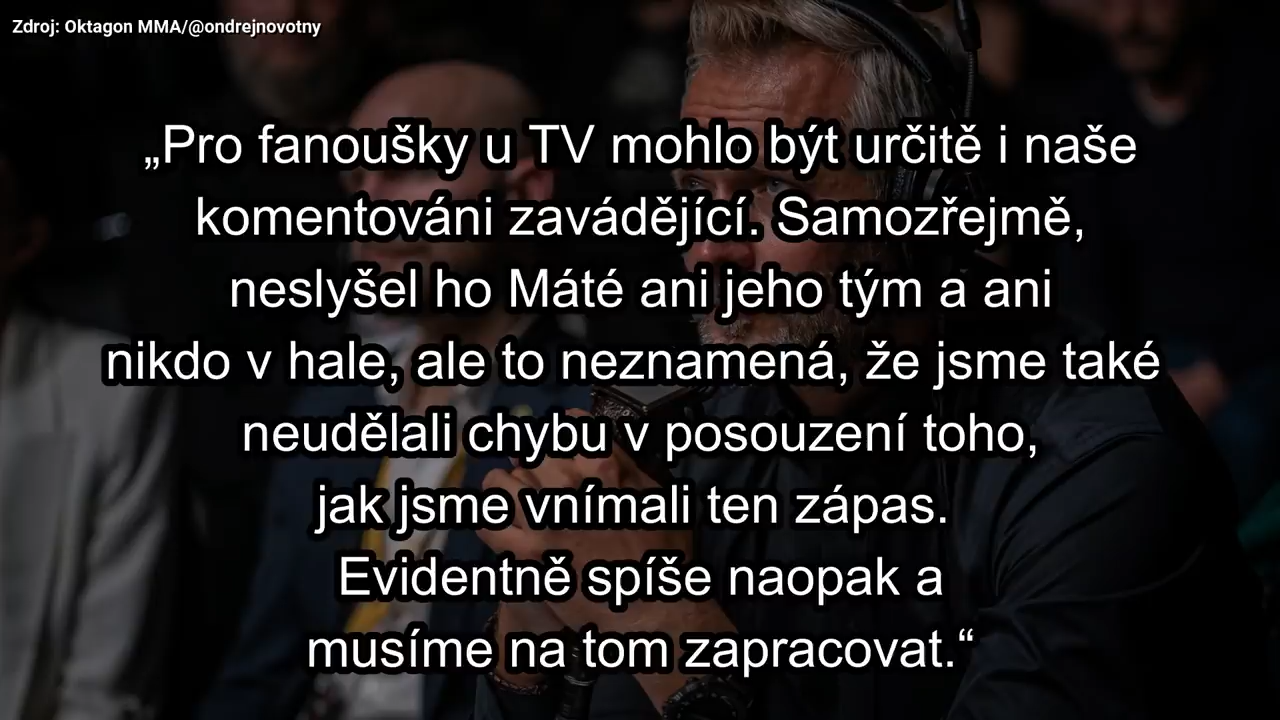 Zdroj: Oktagon MMA/@ondrejnovotny
„Pro fanoušky u TV mohlo být určitě i naše
komentováni zavádějící. Samozřejmě,
neslyšel ho Máté ani jeho tým a ani
nikdo v hale, ale to neznamená, že jsme také
neudělali chybu v posouzení toho,
jak jsme vnímali ten zápas.
Evidentně spíše naopak a
musíme na tom zapracovat.“